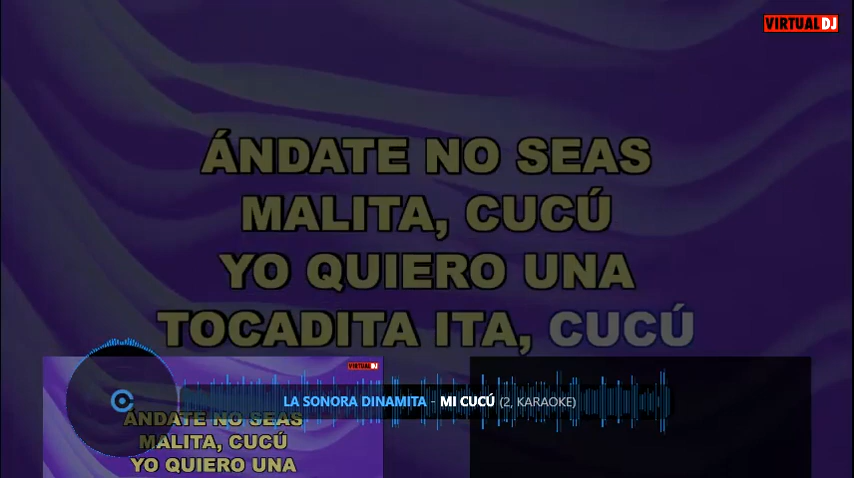 VIRTUALDJ
ÁNDATE NO SEAS
MALITA, CUCÚ
YO QUIERO UNA
TOCADITA ITA, CUCÚ
VIRTUALDJ
LA SONORA DINAMITA - MI CUCÚ (2, KARAOKE)
ÁNDATE NO SEAS
MALITA, CUCÚ
YO QUIERO UNA